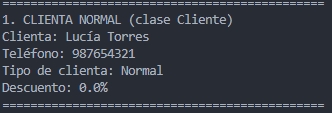 ================================================
1. CLIENTA NORMAL (clase Cliente)
Clienta: Lucía Torres
Teléfono: 987654321
Tipo de clienta: Normal
Descuento: 0.0%
================================================